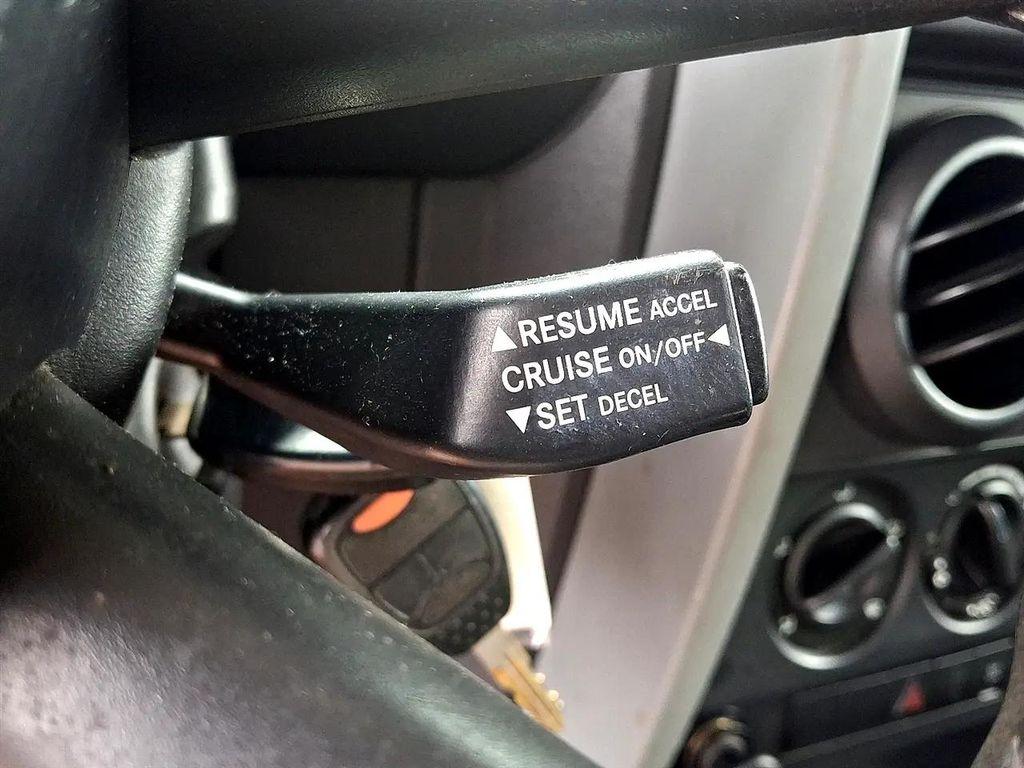 ▲RESUME ACCEL
CRUISE ON/OFF◀
▼SET DECEL